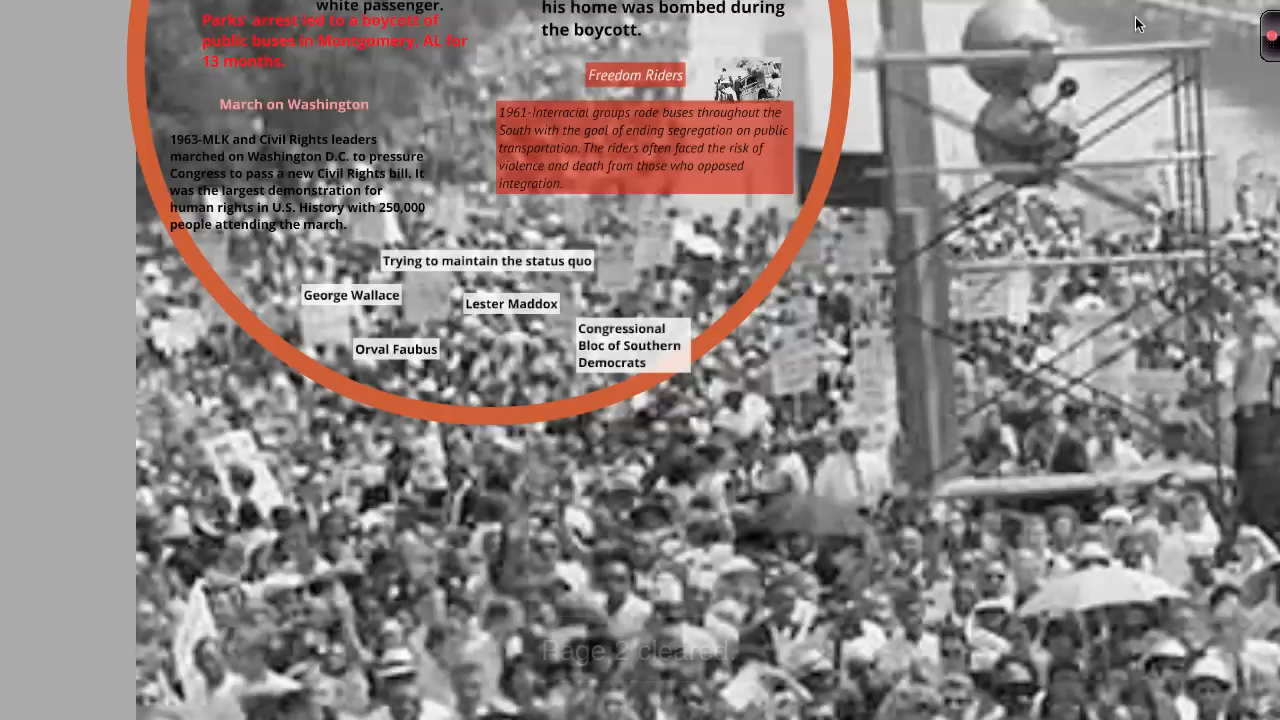 white passenger.
Parks' arrest led to a boycott of
public buses in Montgomery, AL for
13 months.
March on Washington
1963-MLK and Civil Rights leaders
marched on Washington D.C. to pressure
Congress to pass a new Civil Rights bill. It
was the largest demonstration for
human rights in U.S. History with 250,000
people attending the march.
his home was bombed during
the boycott.
Freedom Riders
1961-Interracial groups rode buses throughout the
South with the goal of ending segregation on public
transportation. The riders often faced the risk of
violence and death from those who opposed
integration.
Trying to maintain the status quo
George Wallace
Lester Maddox
Orval Faubus
Congressional
Bloc of Southern
Democrats
Page 2 cleared